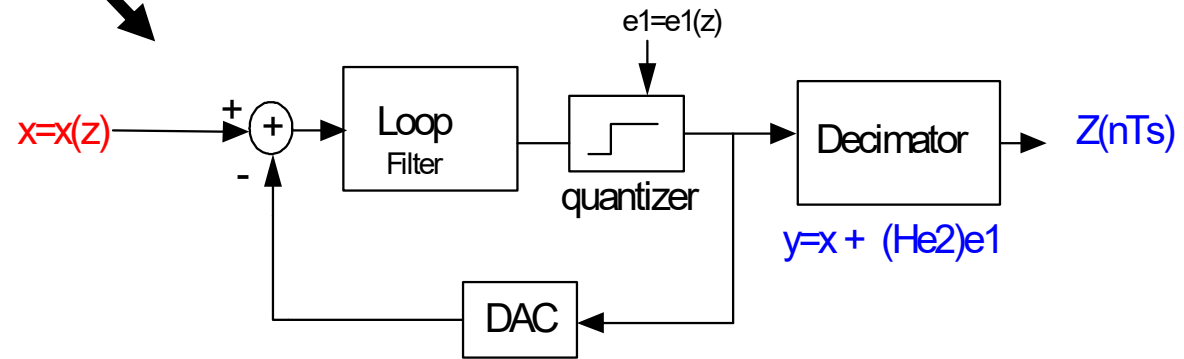 e1=e1(z)
x=x(z)
+
+
-
Loop
Filter
quantizer
Decimator
Z(nTs)
y=x + (He2)e1
DAC